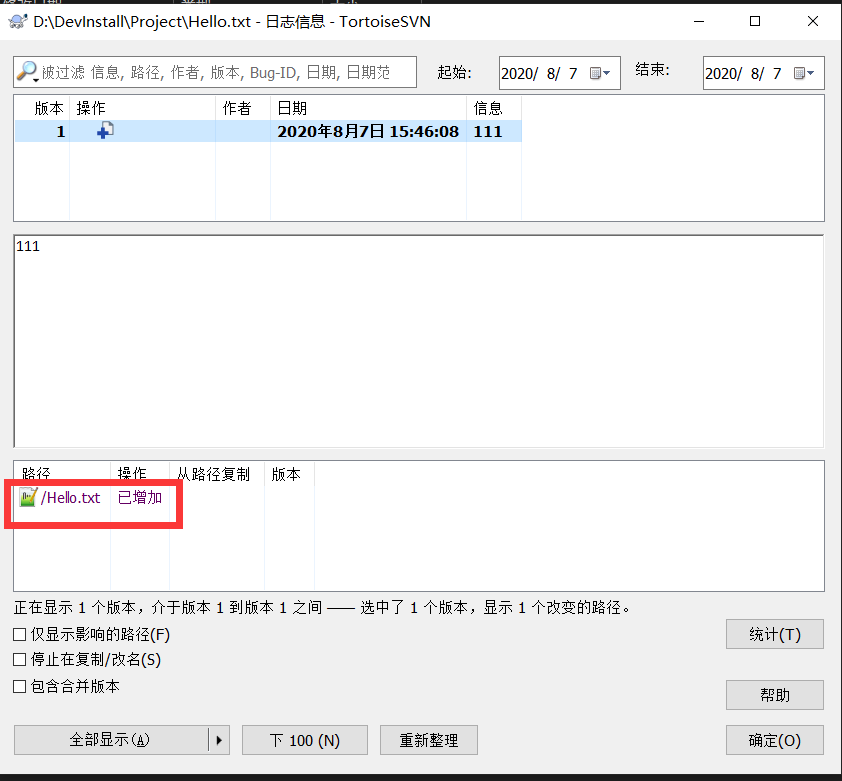 D:\DevInstall\Project\Hello.txt - 日志信息 - TortoiseSVN
被过滤 信息, 路径, 作者, 版本, Bug-ID, 日期, 日期范 起始: 2020/ 8/ 7 结束: 2020/ 8/ 7
版本 操作 作者 日期 信息
1 2020年8月7日 15:46:08 111
111
路径 操作 从路径复制 版本
/Hello.txt 已增加
正在显示 1 个版本，介于版本 1 到版本 1 之间 —— 选中了 1 个版本，显示 1 个改变的路径。
仅显示影响的路径(F) 统计(T)
停止在复制/改名(S)
包含合并版本 帮助
全部显示(A) 下 100 (N) 重新整理 确定(O)